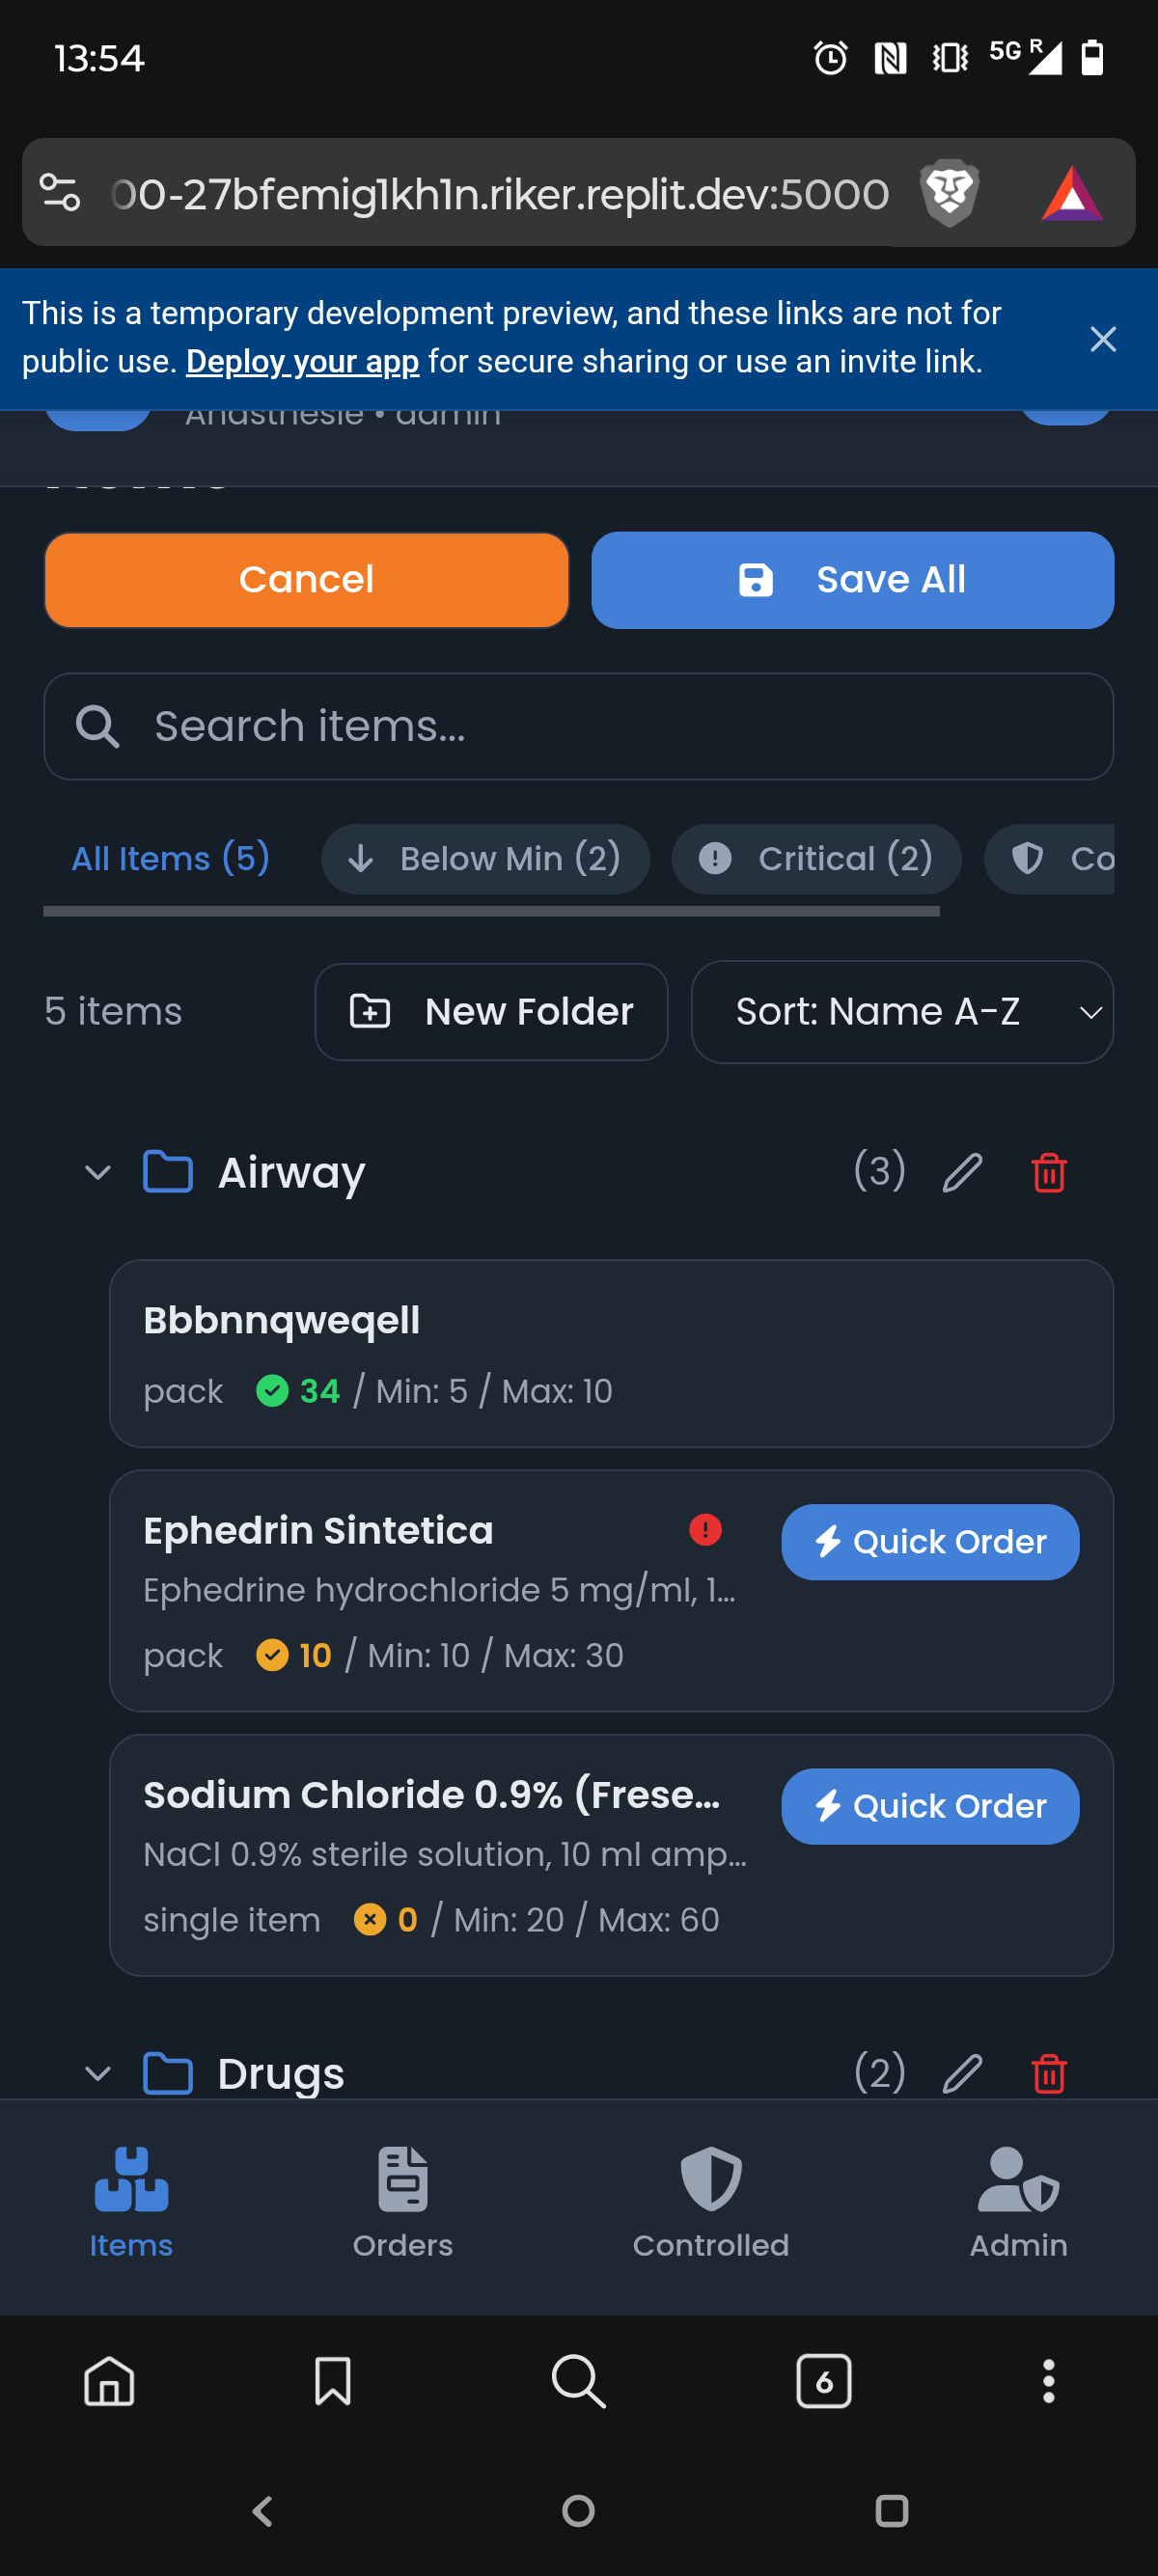 13:54
5G R
00-27bfemig1kh1n.riker.replit.dev:5000
This is a temporary development preview, and these links are not for
public use. Deploy your app for secure sharing or use an invite link.
Anästhesie • admin
Cancel
Save All
Search items...
All Items (5)
Below Min (2)
Critical (2)
Co
5 items
New Folder
Sort: Name A-Z
Airway
(3)
Bbbnnqweqell
pack 34 / Min: 5 / Max: 10
Ephedrin Sintetica
Quick Order
Ephedrine hydrochloride 5 mg/ml, 1...
pack 10 / Min: 10 / Max: 30
Sodium Chloride 0.9% (Frese...
Quick Order
NaCl 0.9% sterile solution, 10 ml amp...
single item 0 / Min: 20 / Max: 60
Drugs
(2)
Items
Orders
Controlled
Admin
6